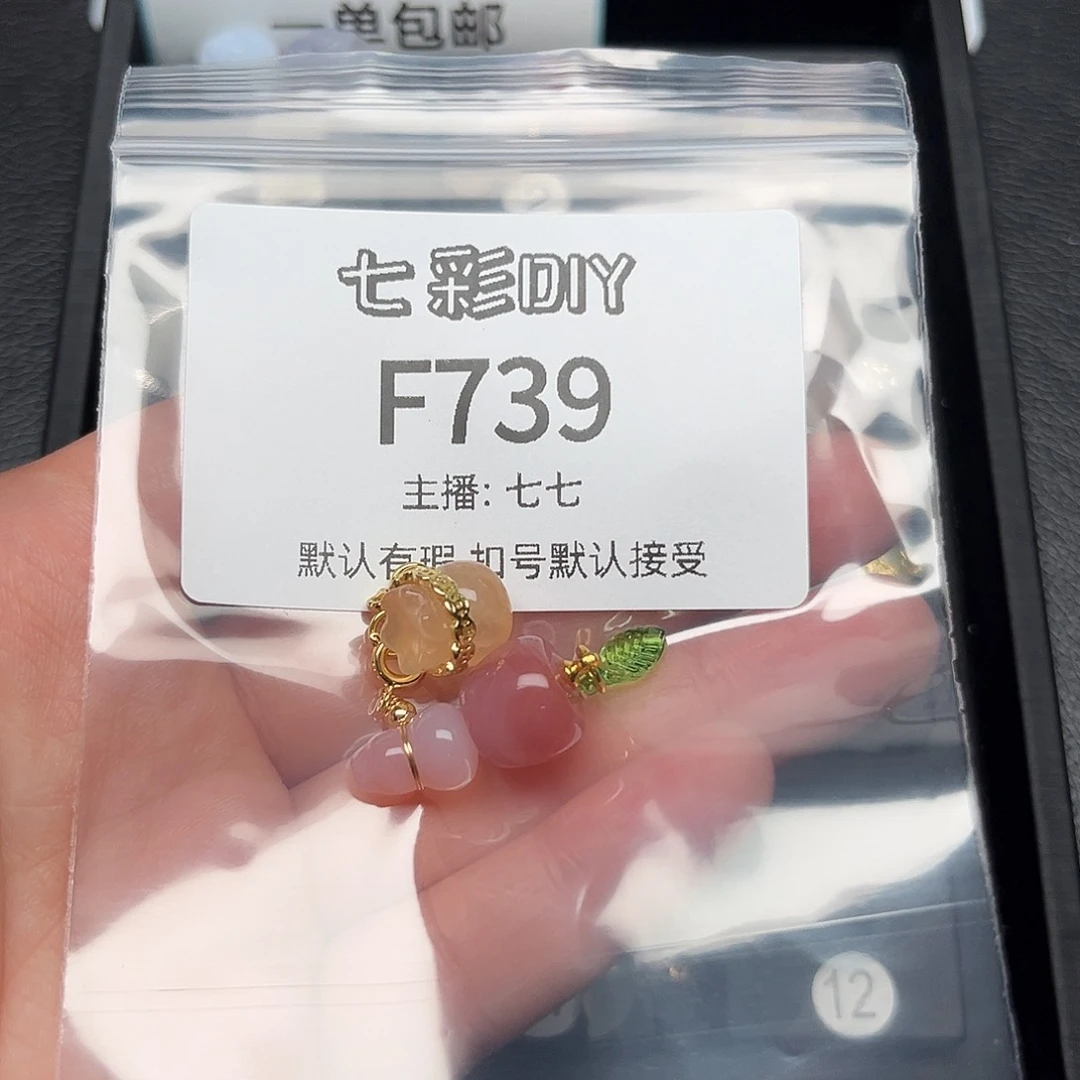 一单包邮
七彩DIY
F739
主播: 七七
默认有瑕 扣号默认接受
12